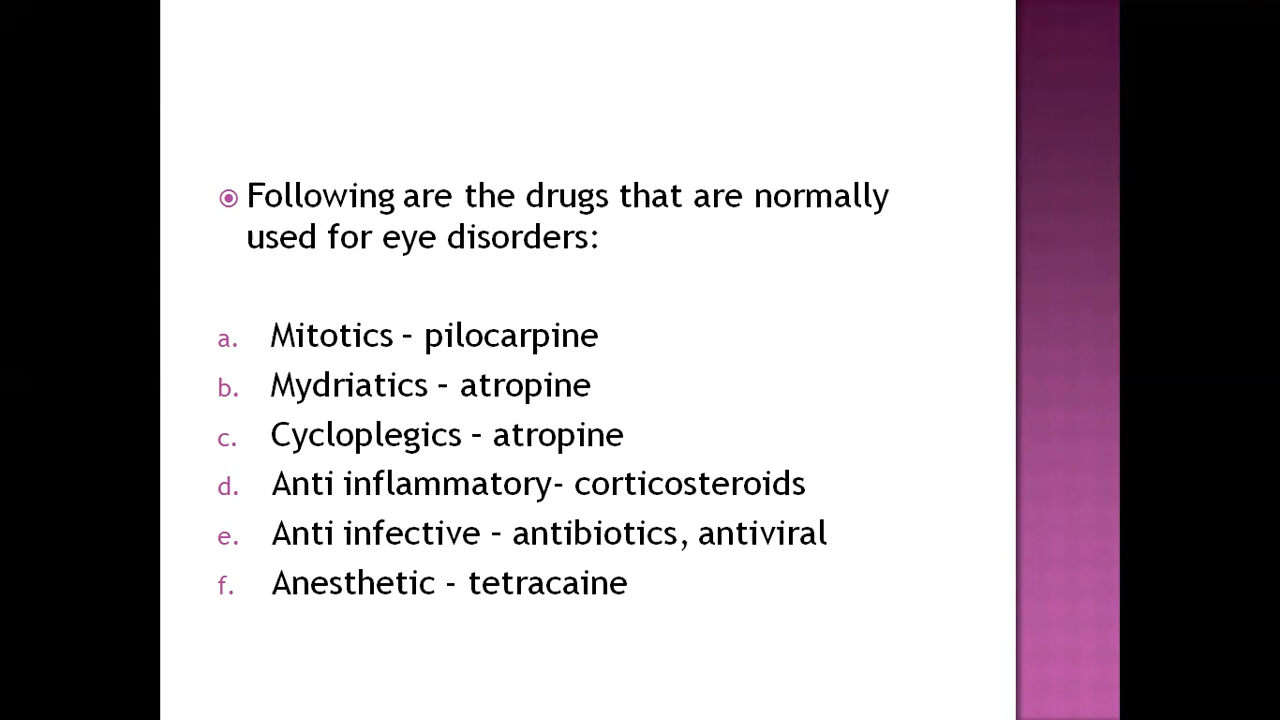 Following are the drugs that are normally
used for eye disorders:
a. Mitotics - pilocarpine
b. Mydriatics - atropine
c. Cycloplegics - atropine
d. Anti inflammatory- corticosteroids
e. Anti infective - antibiotics, antiviral
f. Anesthetic - tetracaine